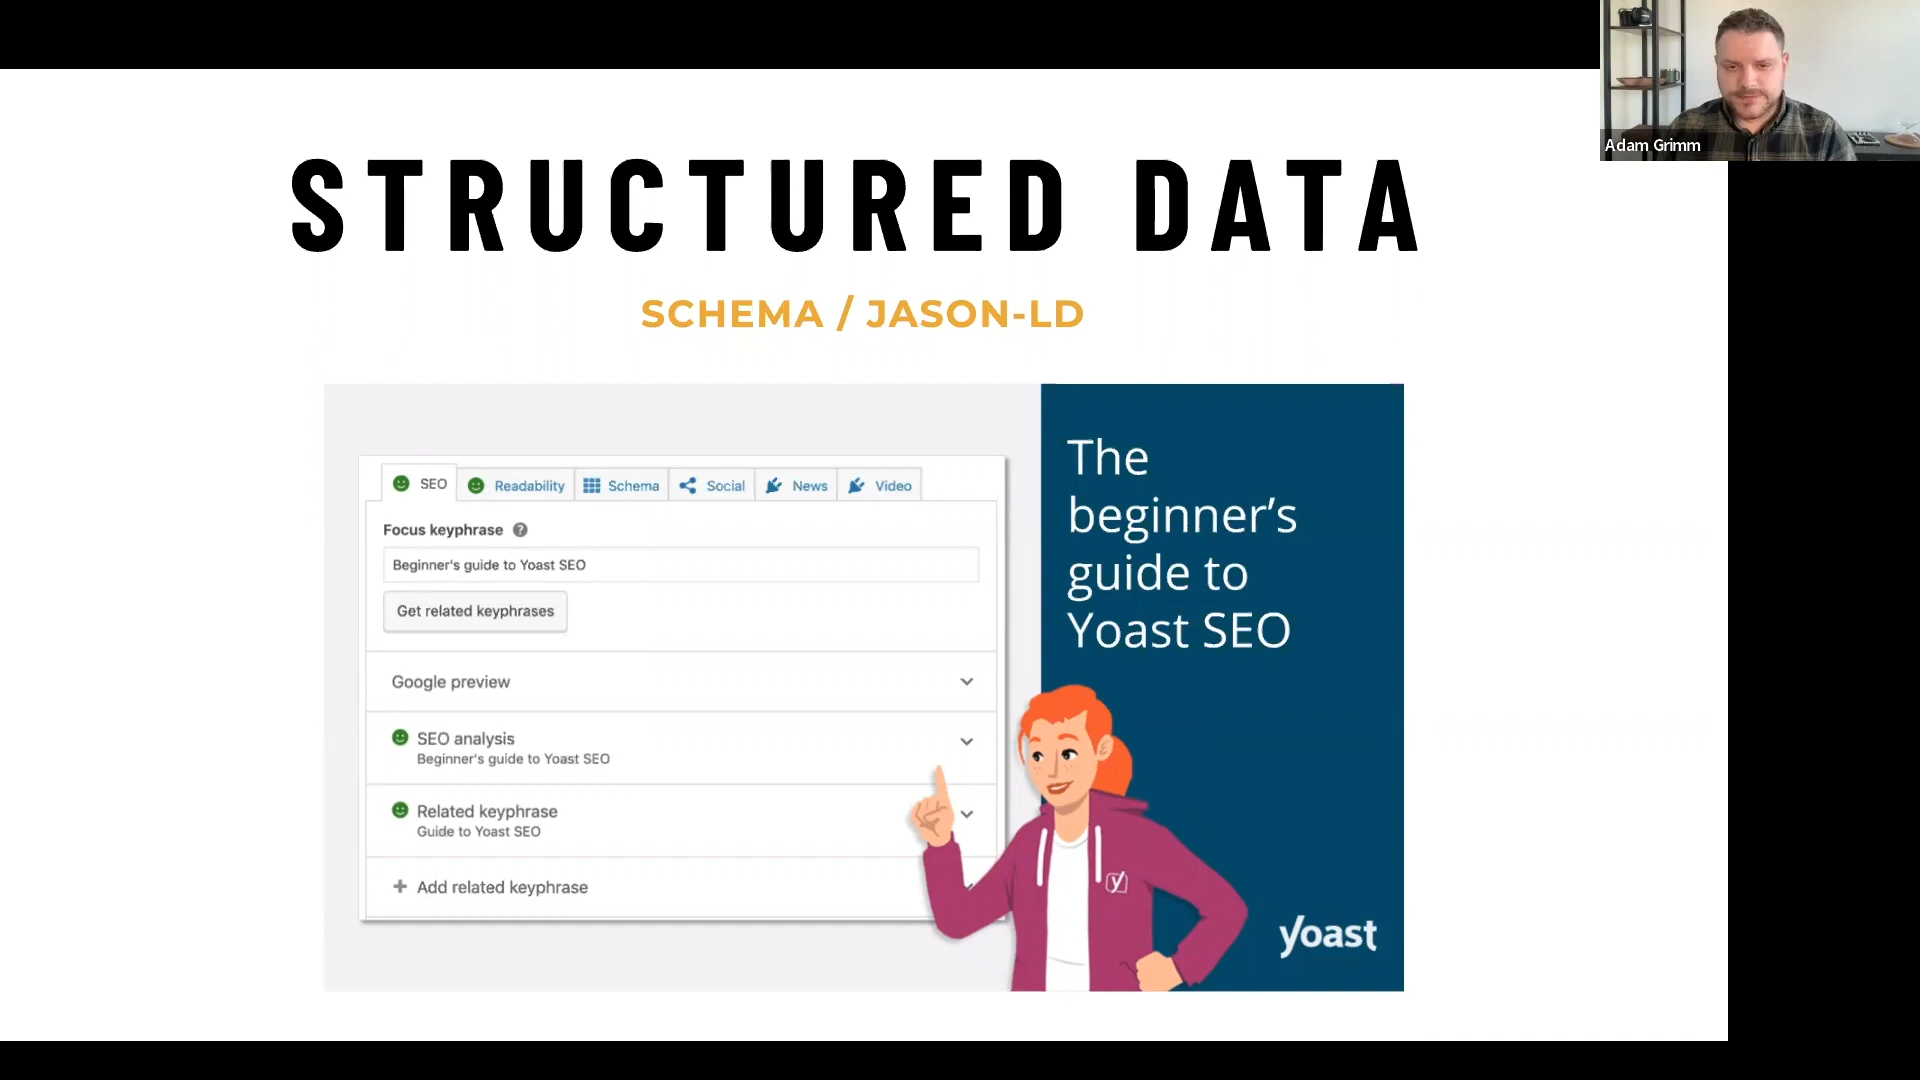 Adam Grimm
STRUCTURED DATA
SCHEMA / JASON-LD
SEO
Readability
Schema
Social
News
Video
Focus keyphrase ?
Beginner's guide to Yoast SEO
Get related keyphrases
Google preview
SEO analysis
Beginner's guide to Yoast SEO
Related keyphrase
Guide to Yoast SEO
+ Add related keyphrase
The
beginner's
guide to
Yoast SEO
y
yoast